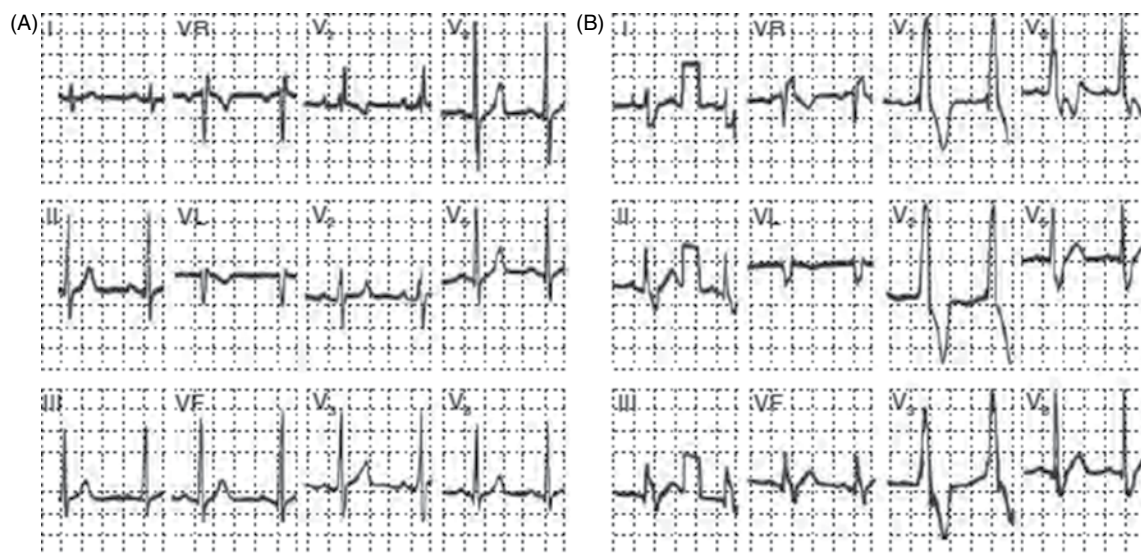 (A) I VR V₁ V₄
II VL V₂ V₅
III VF V₃ V₆
(B) I VR V₁ V₄
II VL V₂ V₅
III VF V₃ V₆